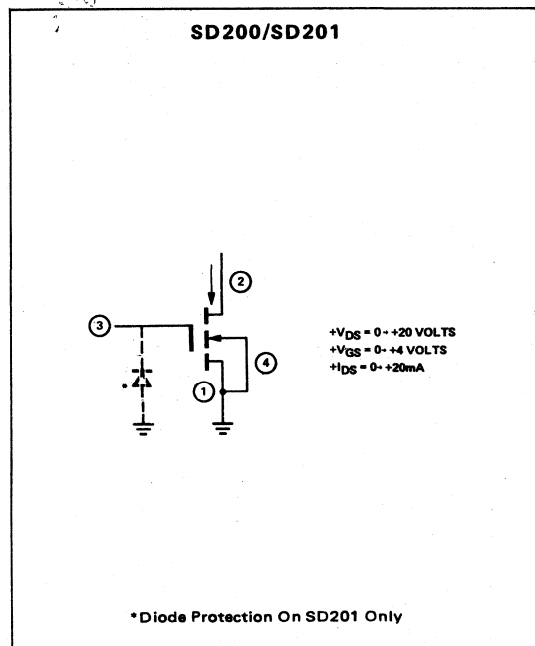 SD200/SD201
2
3
+VDS = 0→ +20 VOLTS
+VGS = 0→ +4 VOLTS
4
+IDS = 0→ +20mA
*
1
*Diode Protection On SD201 Only